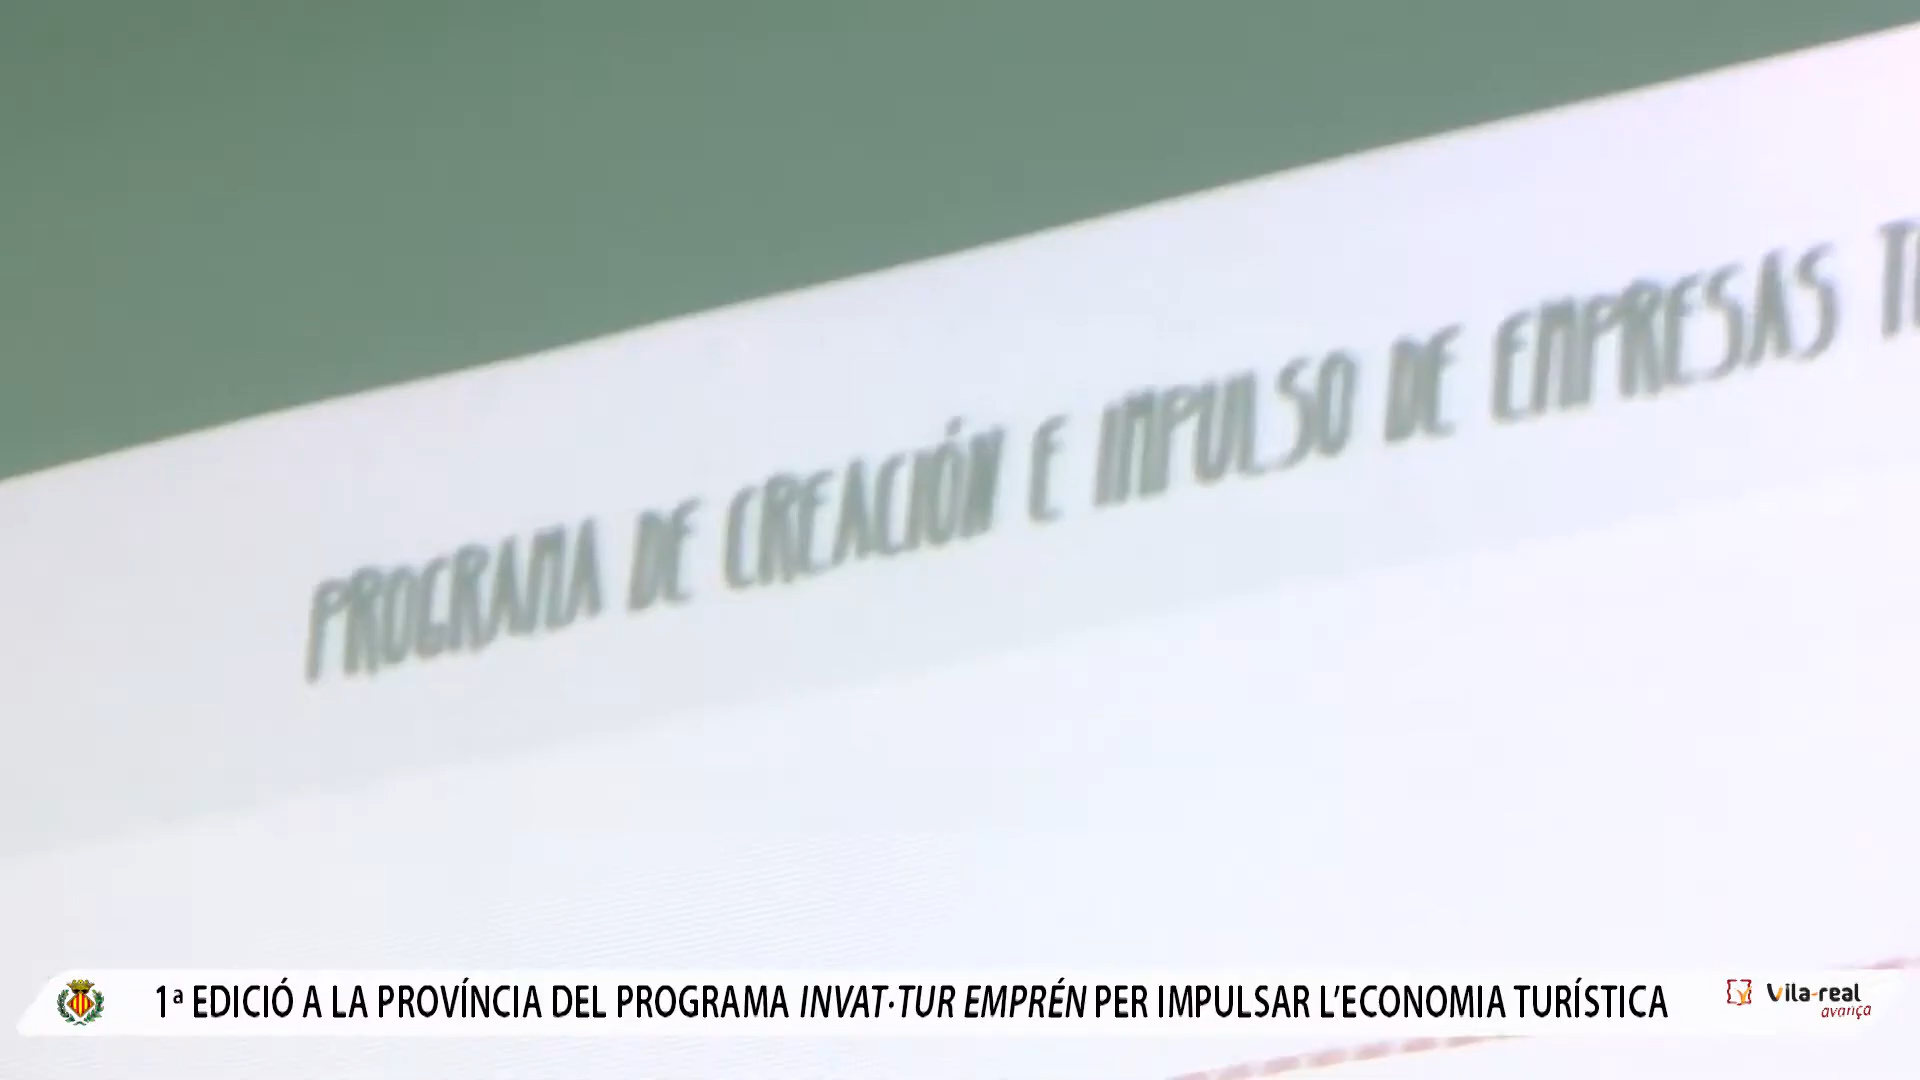 PROGRAMA DE CREACIÓN E IMPULSO DE EMPRESAS
1ª EDICIÓ A LA PROVÍNCIA DEL PROGRAMA INVAT·TUR EMPRÉN PER IMPULSAR L'ECONOMIA TURÍSTICA
Vila-real
avança